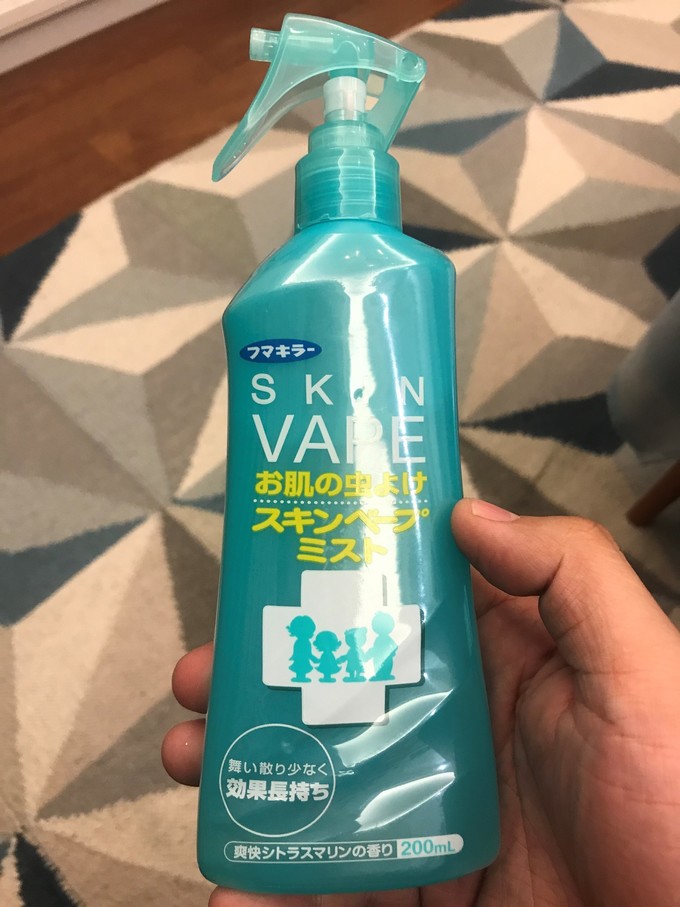 フマキラー
SKIN
VAPE
お肌の虫よけ
スキンベープ
ミスト
舞い散り少なく
効果長持ち
爽快シトラスマリンの香り 200mL